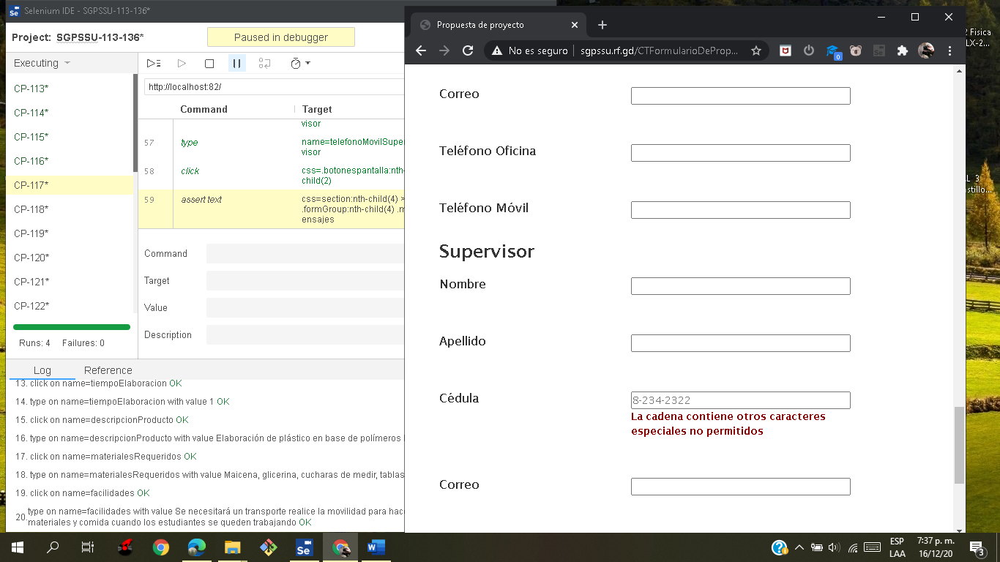 Selenium IDE - SGPSSU-113-136*
Project: SGPSSU-113-136*
Paused in debugger
Executing
http://localhost:82/
CP-113*
CP-114*
CP-115*
CP-116*
CP-117*
CP-118*
CP-119*
CP-120*
CP-121*
CP-122*
Runs: 4 Failures: 0
Command Target
visor
57 type name=telefonoMovilSuper
visor
58 click css=.botonespantalla:nth-
child(2)
59 assert text css=section:nth-child(4) >
.formGroup:nth-child(4) .m
ensajes
Command
Target
Value
Description
Log Reference
13. click on name=tiempoElaboracion OK
14. type on name=tiempoElaboracion with value 1 OK
15. click on name=descripcionProducto OK
16. type on name=descripcionProducto with value Elaboración de plástico en base de polímeros
17. click on name=materialesRequeridos OK
18. type on name=materialesRequeridos with value Maicena, glicerina, cucharas de medir, tablas
19. click on name=facilidades OK
20. type on name=facilidades with value Se necesitará un transporte realice la movilidad para hac
materiales y comida cuando los estudiantes se queden trabajando OK
Propuesta de proyecto
No es seguro sgpssu.rf.gd/CTFormularioDeProp...
0
Correo
Teléfono Oficina
Teléfono Móvil
Supervisor
Nombre
Apellido
Cédula
8-234-2322
La cadena contiene otros caracteres
especiales no permitidos
Correo
2 Fisica
LX-2...
L 3
stillo...
ESP
LAA
7:37 p. m.
16/12/20
3